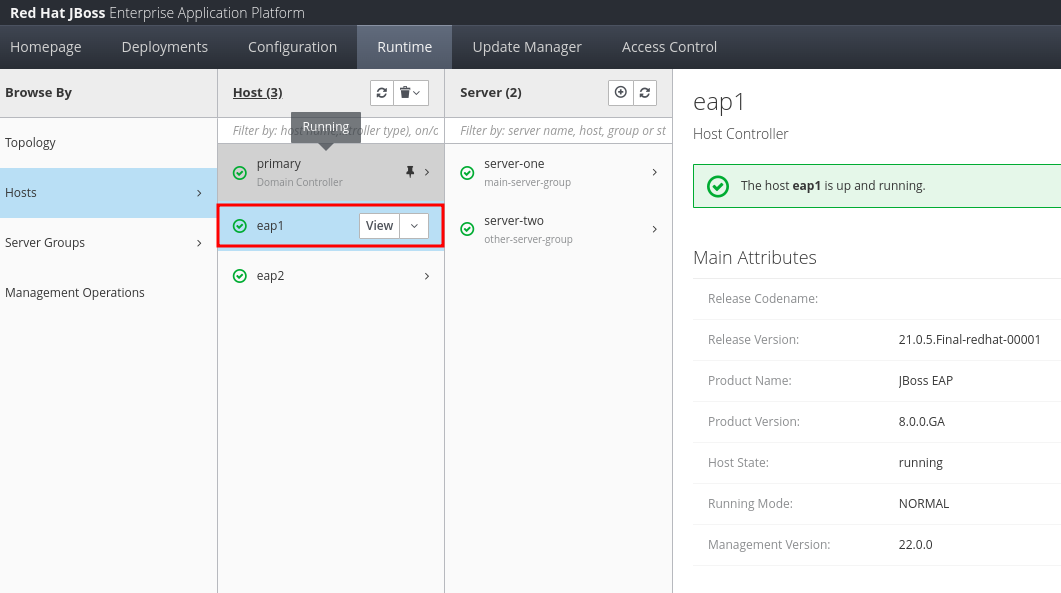 Red Hat JBoss Enterprise Application Platform
Homepage Deployments Configuration Runtime Update Manager Access Control
Browse By
Topology
Hosts
Server Groups
Management Operations
Host (3)
Filter by: host ller type), on/o
Running
primary
Domain Controller
eap1
View
eap2
Server (2)
Filter by: server name, host, group or st
server-one
main-server-group
server-two
other-server-group
eap1
Host Controller
The host eap1 is up and running.
Main Attributes
Release Codename:
Release Version: 21.0.5.Final-redhat-00001
Product Name: JBoss EAP
Product Version: 8.0.0.GA
Host State: running
Running Mode: NORMAL
Management Version: 22.0.0